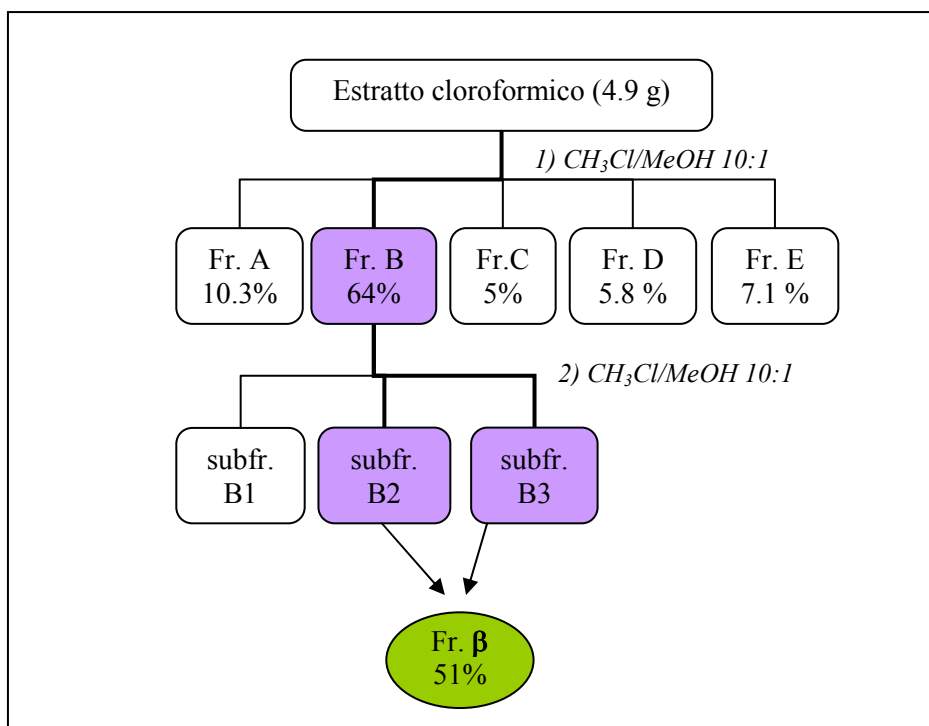 Estratto cloroformico (4.9 g)
1) CH₃Cl/MeOH 10:1
Fr. A
10.3%
Fr. B
64%
Fr.C
5%
Fr. D
5.8 %
Fr. E
7.1 %
2) CH₃Cl/MeOH 10:1
subfr.
B1
subfr.
B2
subfr.
B3
Fr. β
51%